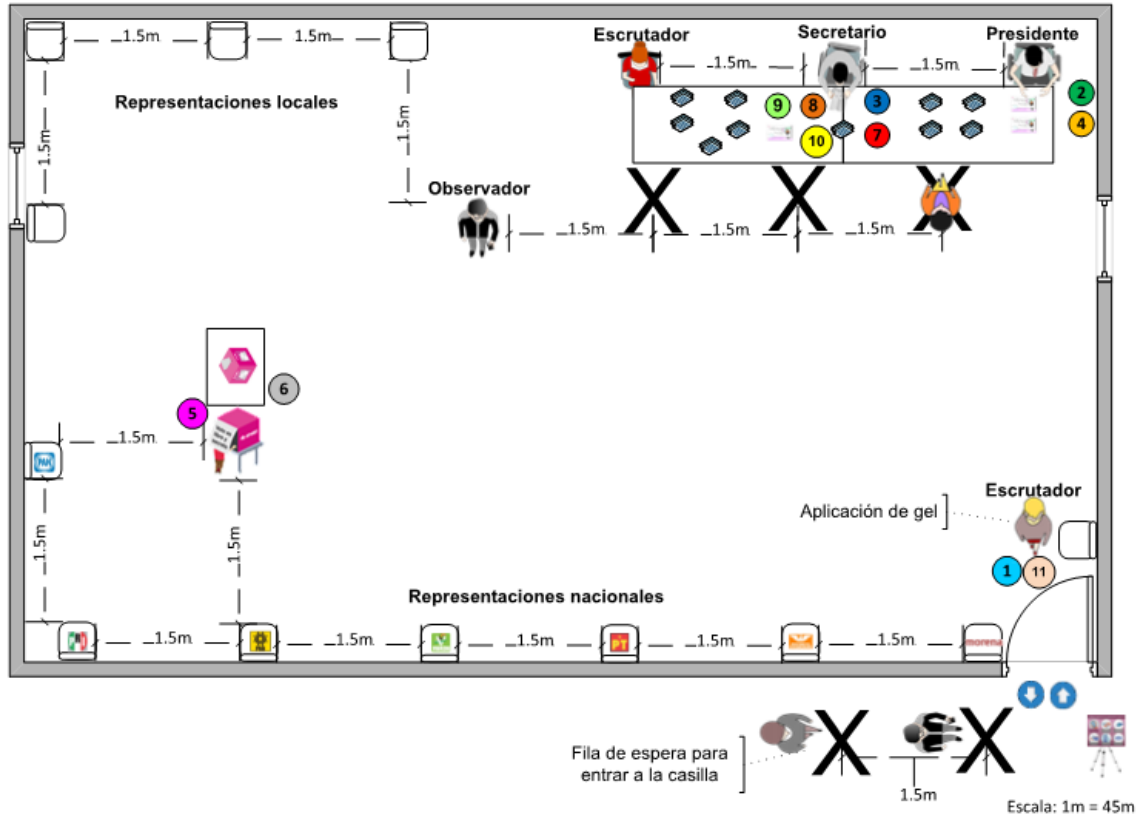 1.5m
1.5m
Escrutador
Secretario
Presidente
1.5m
1.5m
Representaciones locales
9
8
3
2
10
7
4
1.5m
1.5m
Observador
1.5m
1.5m
1.5m
6
5
1.5m
PAN
Escrutador
Aplicación de gel
1.5m
1.5m
1
11
Representaciones nacionales
PRI
1.5m
1.5m
1.5m
PT
1.5m
1.5m
morena
Fila de espera para
entrar a la casilla
1.5m
Escala: 1m = 45m